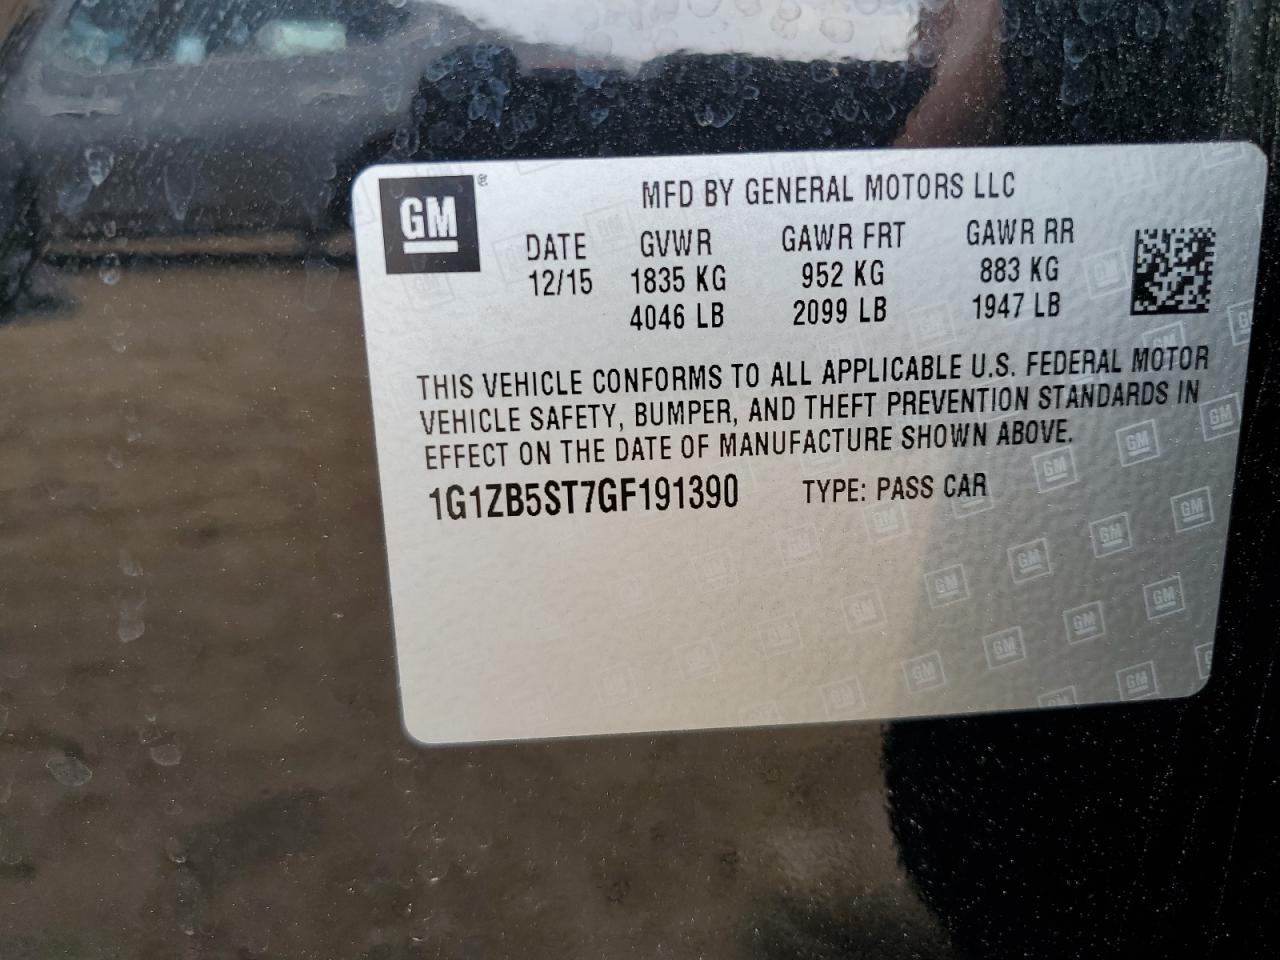 GM®
MFD BY GENERAL MOTORS LLC
DATE GVWR GAWR FRT GAWR RR
12/15 1835 KG 952 KG 883 KG
4046 LB 2099 LB 1947 LB
THIS VEHICLE CONFORMS TO ALL APPLICABLE U.S. FEDERAL MOTOR
VEHICLE SAFETY, BUMPER, AND THEFT PREVENTION STANDARDS IN
EFFECT ON THE DATE OF MANUFACTURE SHOWN ABOVE.
1G1ZB5ST7GF191390 TYPE: PASS CAR